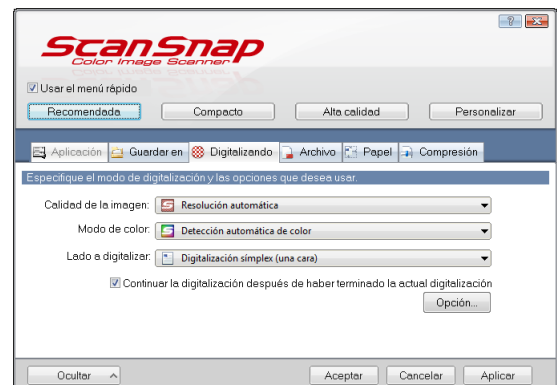 ScanSnap
Color Image Scanner
Usar el menú rápido
Recomendada Compacto Alta calidad Personalizar
Aplicación Guardar en Digitalizando Archivo Papel Compresión
Especifique el modo de digitalización y las opciones que desea usar.
Calidad de la imagen: Resolución automática
Modo de color: Detección automática de color
Lado a digitalizar: Digitalización símplex (una cara)
Continuar la digitalización después de haber terminado la actual digitalización
Opción...
Ocultar Aceptar Cancelar Aplicar